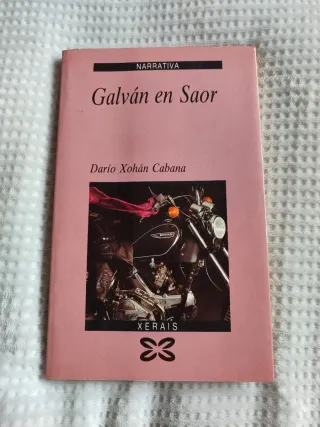 NARRATIVA
Galván en Saor
Darío Xohán Cabana
XERAIS